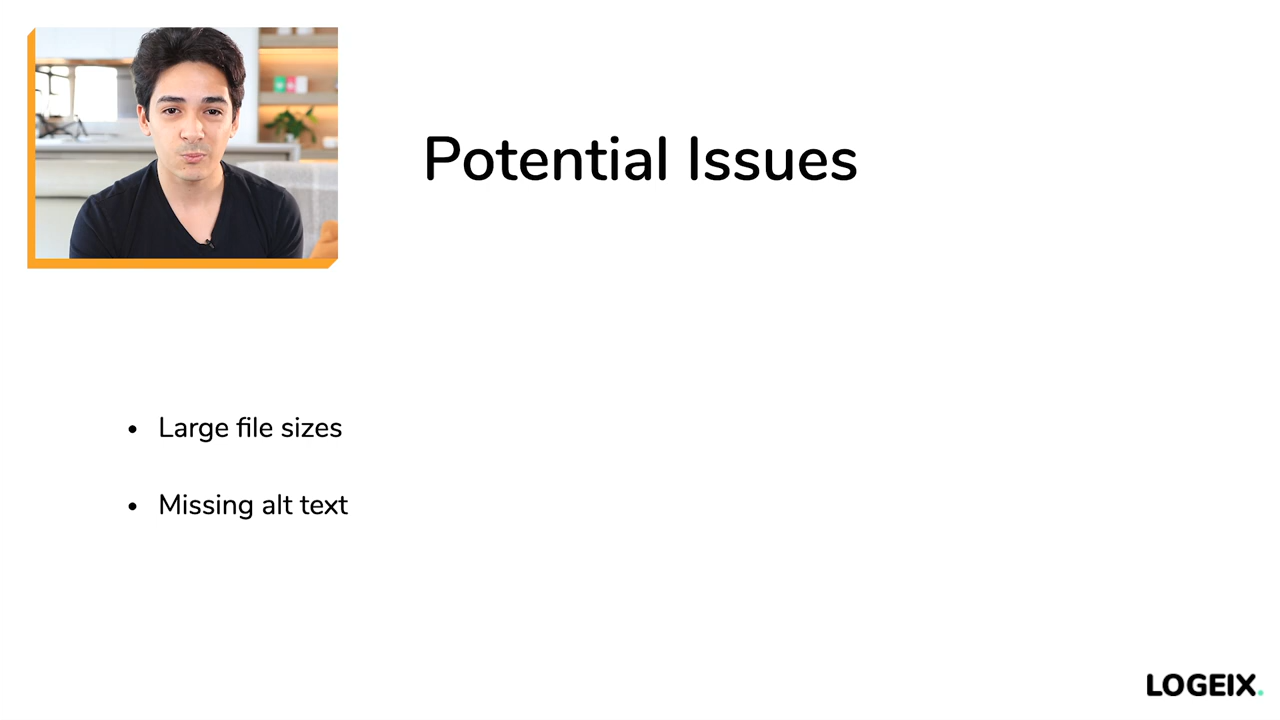 Potential Issues
• Large file sizes
• Missing alt text
LOGEIX.